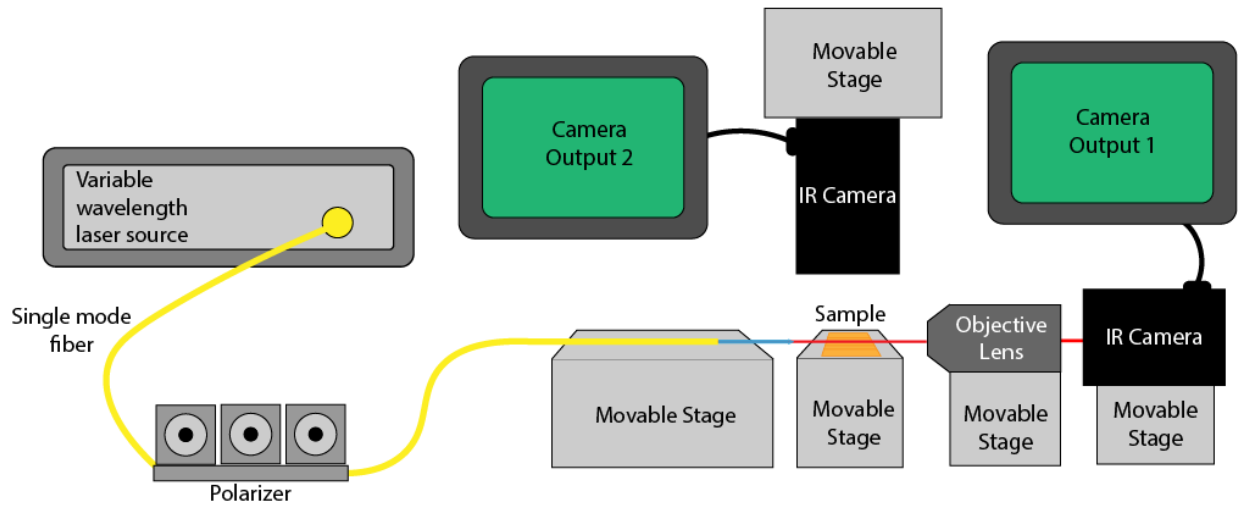 Variable
wavelength
laser source
Single mode
fiber
Polarizer
Camera
Output 2
Movable
Stage
IR Camera
Camera
Output 1
Movable Stage
Sample
Movable
Stage
Objective
Lens
Movable
Stage
IR Camera
Movable
Stage